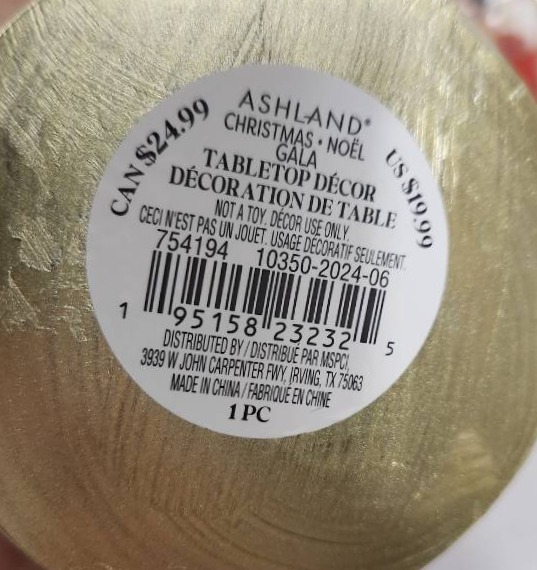 ASHLAND®
CHRISTMAS • NOËL
GALA
CAN $24.99
US $19.99
TABLETOP DÉCOR
DÉCORATION DE TABLE
NOT A TOY. DÉCOR USE ONLY.
CECI N'EST PAS UN JOUET. USAGE DÉCORATIF SEULEMENT.
754194 10350-2024-06
1 95158 23232 5
DISTRIBUTED BY / DISTRIBUÉ PAR MSPCI,
3939 W JOHN CARPENTER FWY, IRVING, TX 75063
MADE IN CHINA / FABRIQUÉ EN CHINE
1 PC